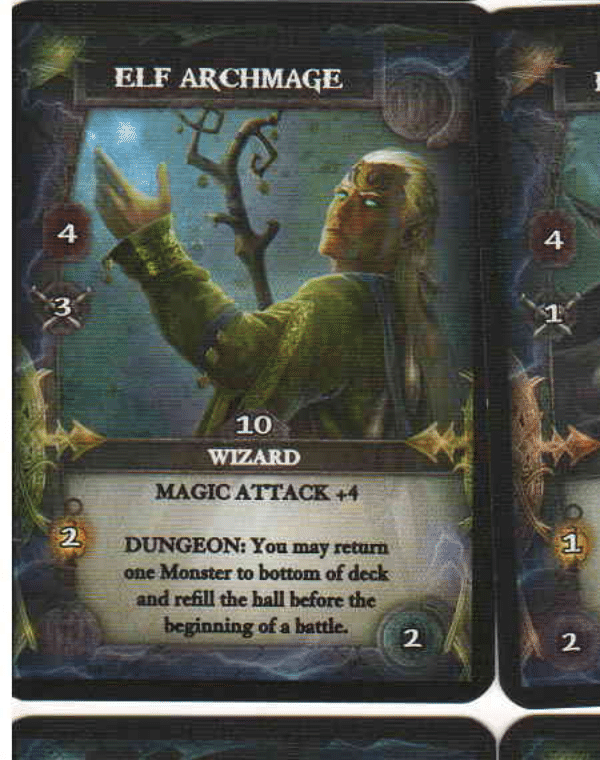 ELF ARCHMAGE
4
3
10
WIZARD
MAGIC ATTACK +4
2
DUNGEON: You may return
one Monster to bottom of deck
and refill the hall before the
beginning of a battle.
2
4
1
1
2